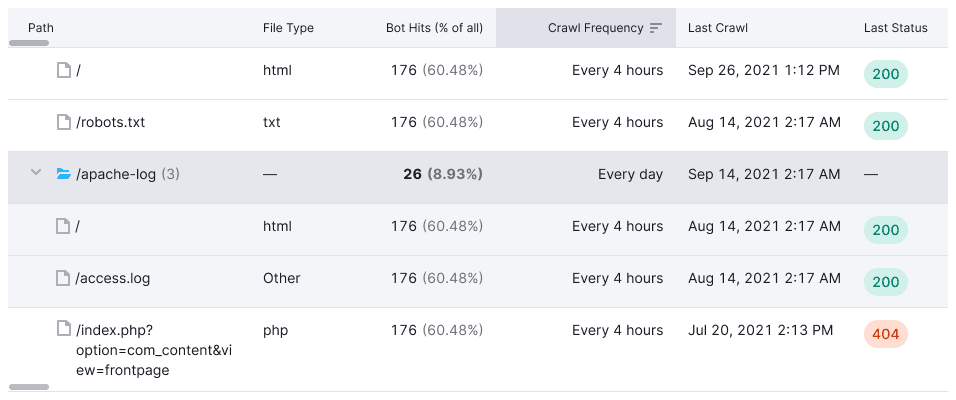 Path File Type Bot Hits (% of all) Crawl Frequency Last Crawl Last Status
/ html 176 (60.48%) Every 4 hours Sep 26, 2021 1:12 PM 200
/robots.txt txt 176 (60.48%) Every 4 hours Aug 14, 2021 2:17 AM 200
/apache-log (3) — 26 (8.93%) Every day Sep 14, 2021 2:17 AM —
/ html 176 (60.48%) Every 4 hours Aug 14, 2021 2:17 AM 200
/access.log Other 176 (60.48%) Every 4 hours Aug 14, 2021 2:17 AM 200
/index.php? php 176 (60.48%) Every 4 hours Jul 20, 2021 2:13 PM 404
option=com_content&vi
ew=frontpage